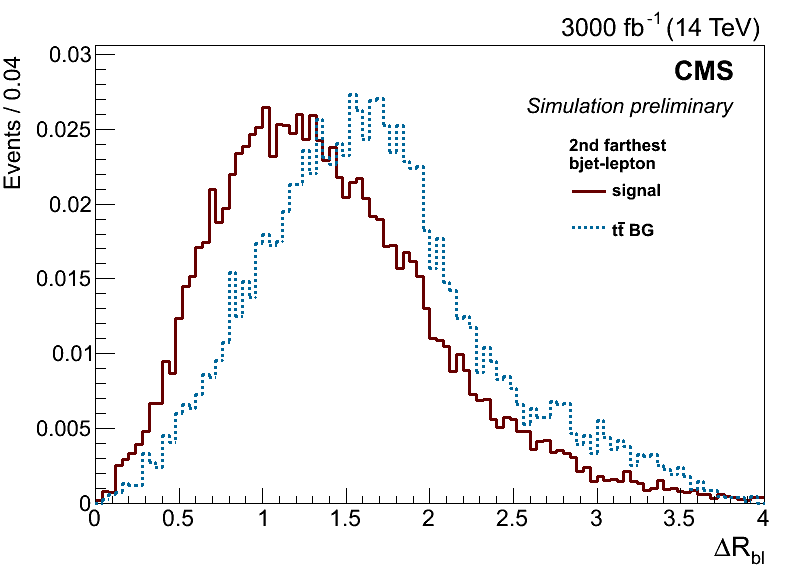 3000 fb⁻¹ (14 TeV)
CMS
Simulation preliminary
2nd farthest
bjet-lepton
signal
tt̄ BG
Events / 0.04
0.03
0.025
0.02
0.015
0.01
0.005
0
0 0.5 1 1.5 2 2.5 3 3.5 4
ΔR_bl